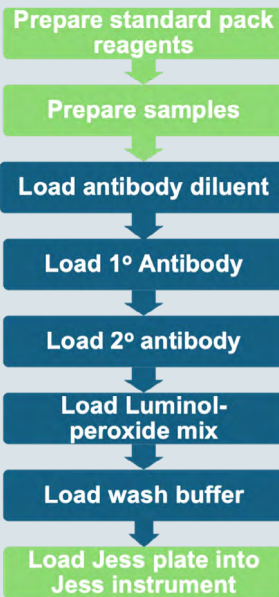 Prepare standard pack
reagents
Prepare samples
Load antibody diluent
Load 1º Antibody
Load 2º antibody
Load Luminol-
peroxide mix
Load wash buffer
Load Jess plate into
Jess instrument